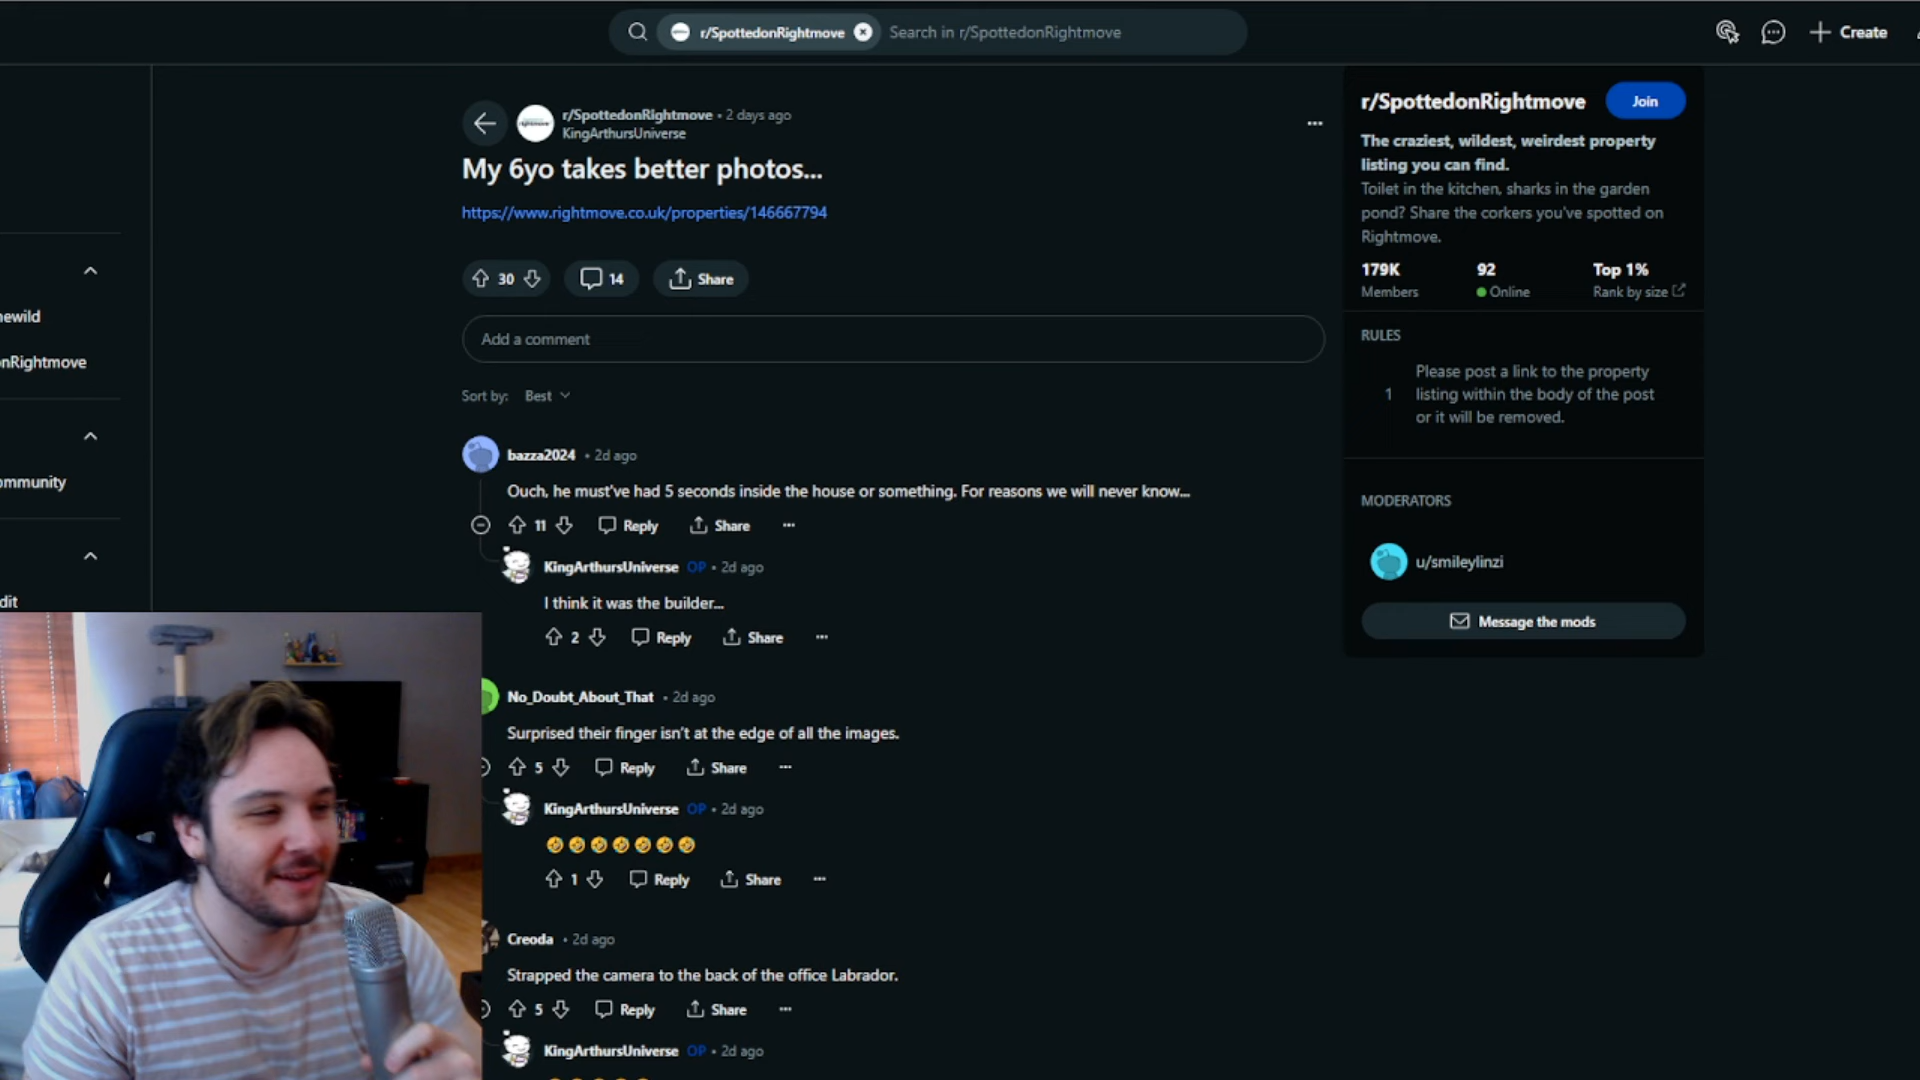 r/SpottedonRightmove
Search in r/SpottedonRightmove
Create
r/SpottedonRightmove • 2 days ago
KingArthursUniverse
My 6yo takes better photos...
https://www.rightmove.co.uk/properties/146667794
30
14
Share
Add a comment
Sort by: Best
bazza2024 • 2d ago
Ouch, he must've had 5 seconds inside the house or something. For reasons we will never know...
11 Reply Share
KingArthursUniverse OP • 2d ago
I think it was the builder...
2 Reply Share
No_Doubt_About_That • 2d ago
Surprised their finger isn't at the edge of all the images.
5 Reply Share
KingArthursUniverse OP • 2d ago
🤣🤣🤣🤣🤣🤣🤣
1 Reply Share
Creoda • 2d ago
Strapped the camera to the back of the office Labrador.
5 Reply Share
KingArthursUniverse OP • 2d ago
r/SpottedonRightmove
Join
The craziest, wildest, weirdest property
listing you can find.
Toilet in the kitchen, sharks in the garden
pond? Share the corkers you've spotted on
Rightmove.
179K 92 Top 1%
Members Online Rank by size
RULES
1
Please post a link to the property
listing within the body of the post
or it will be removed.
MODERATORS
u/smileylinzi
Message the mods
ewild
nRightmove
ommunity
dit